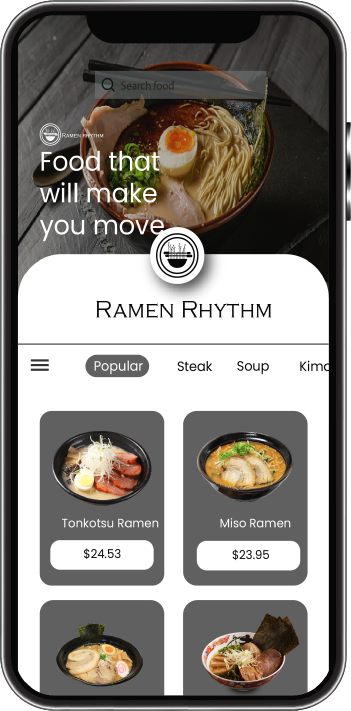 Search food
RAMEN RHYTHM
Food that
will make
you move
RAMEN RHYTHM
Popular
Steak
Soup
Kimc
Tonkotsu Ramen
Miso Ramen
$24.53
$23.95